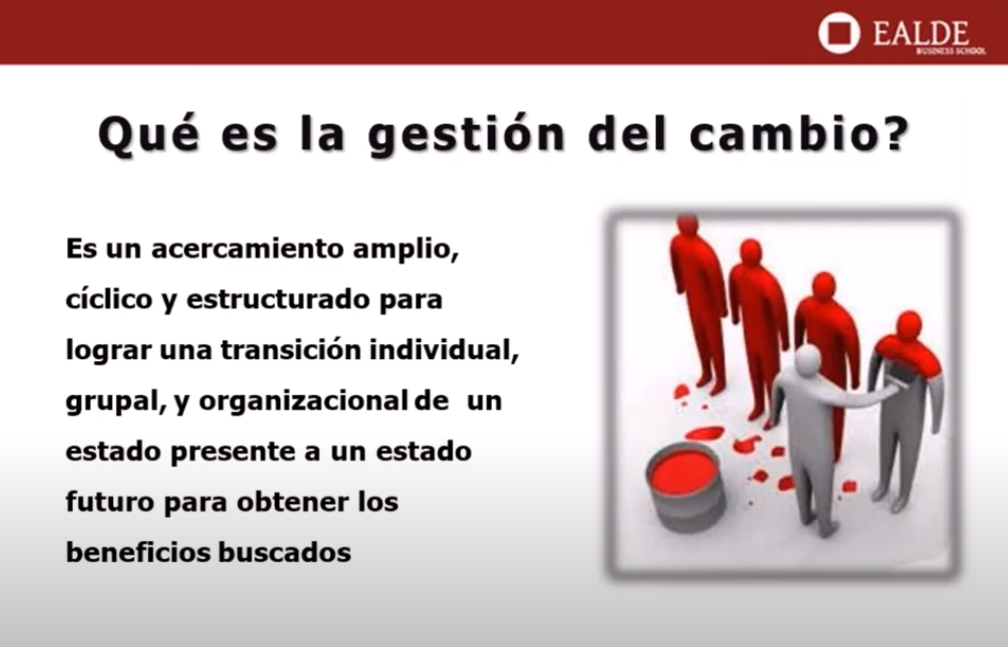 EALDE
BUSINESS SCHOOL
Qué es la gestión del cambio?
Es un acercamiento amplio,
cíclico y estructurado para
lograr una transición individual,
grupal, y organizacional de un
estado presente a un estado
futuro para obtener los
beneficios buscados